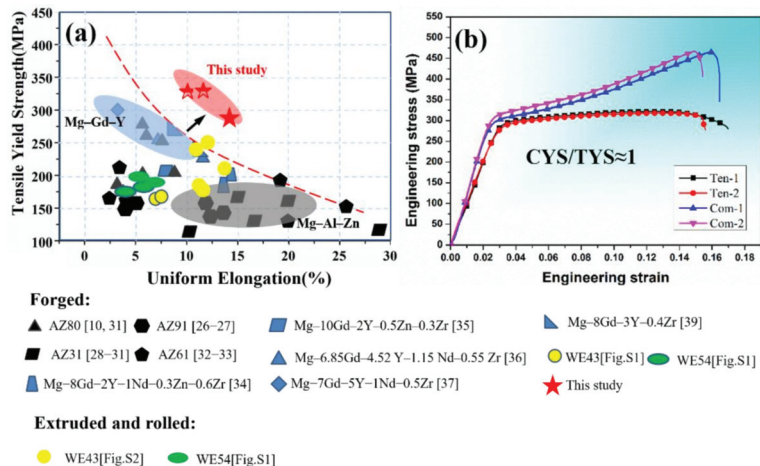 (a)
This study
Mg–Gd–Y
Mg–Al–Zn
Tensile Yield Strength(MPa)
500
450
400
350
300
250
200
150
100
0 5 10 15 20 25 30
Uniform Elongation(%)
(b)
CYS/TYS≈1
Ten-1
Ten-2
Com-1
Com-2
Engineering stress (MPa)
550
500
450
400
350
300
250
200
150
100
50
0
0.00 0.02 0.04 0.06 0.08 0.10 0.12 0.14 0.16 0.18
Engineering strain
Forged:
AZ80 [10, 31] AZ91 [26–27] Mg–10Gd–2Y–0.5Zn–0.3Zr [35] Mg–8Gd–3Y–0.4Zr [39]
AZ31 [28–31] AZ61 [32–33] Mg–6.85Gd–4.52 Y–1.15 Nd–0.55 Zr [36] WE43[Fig.S1] WE54[Fig.S1]
Mg–8Gd–2Y–1Nd–0.3Zn–0.6Zr [34] Mg–7Gd–5Y–1Nd–0.5Zr [37] This study
Extruded and rolled:
WE43[Fig.S2] WE54[Fig.S1]